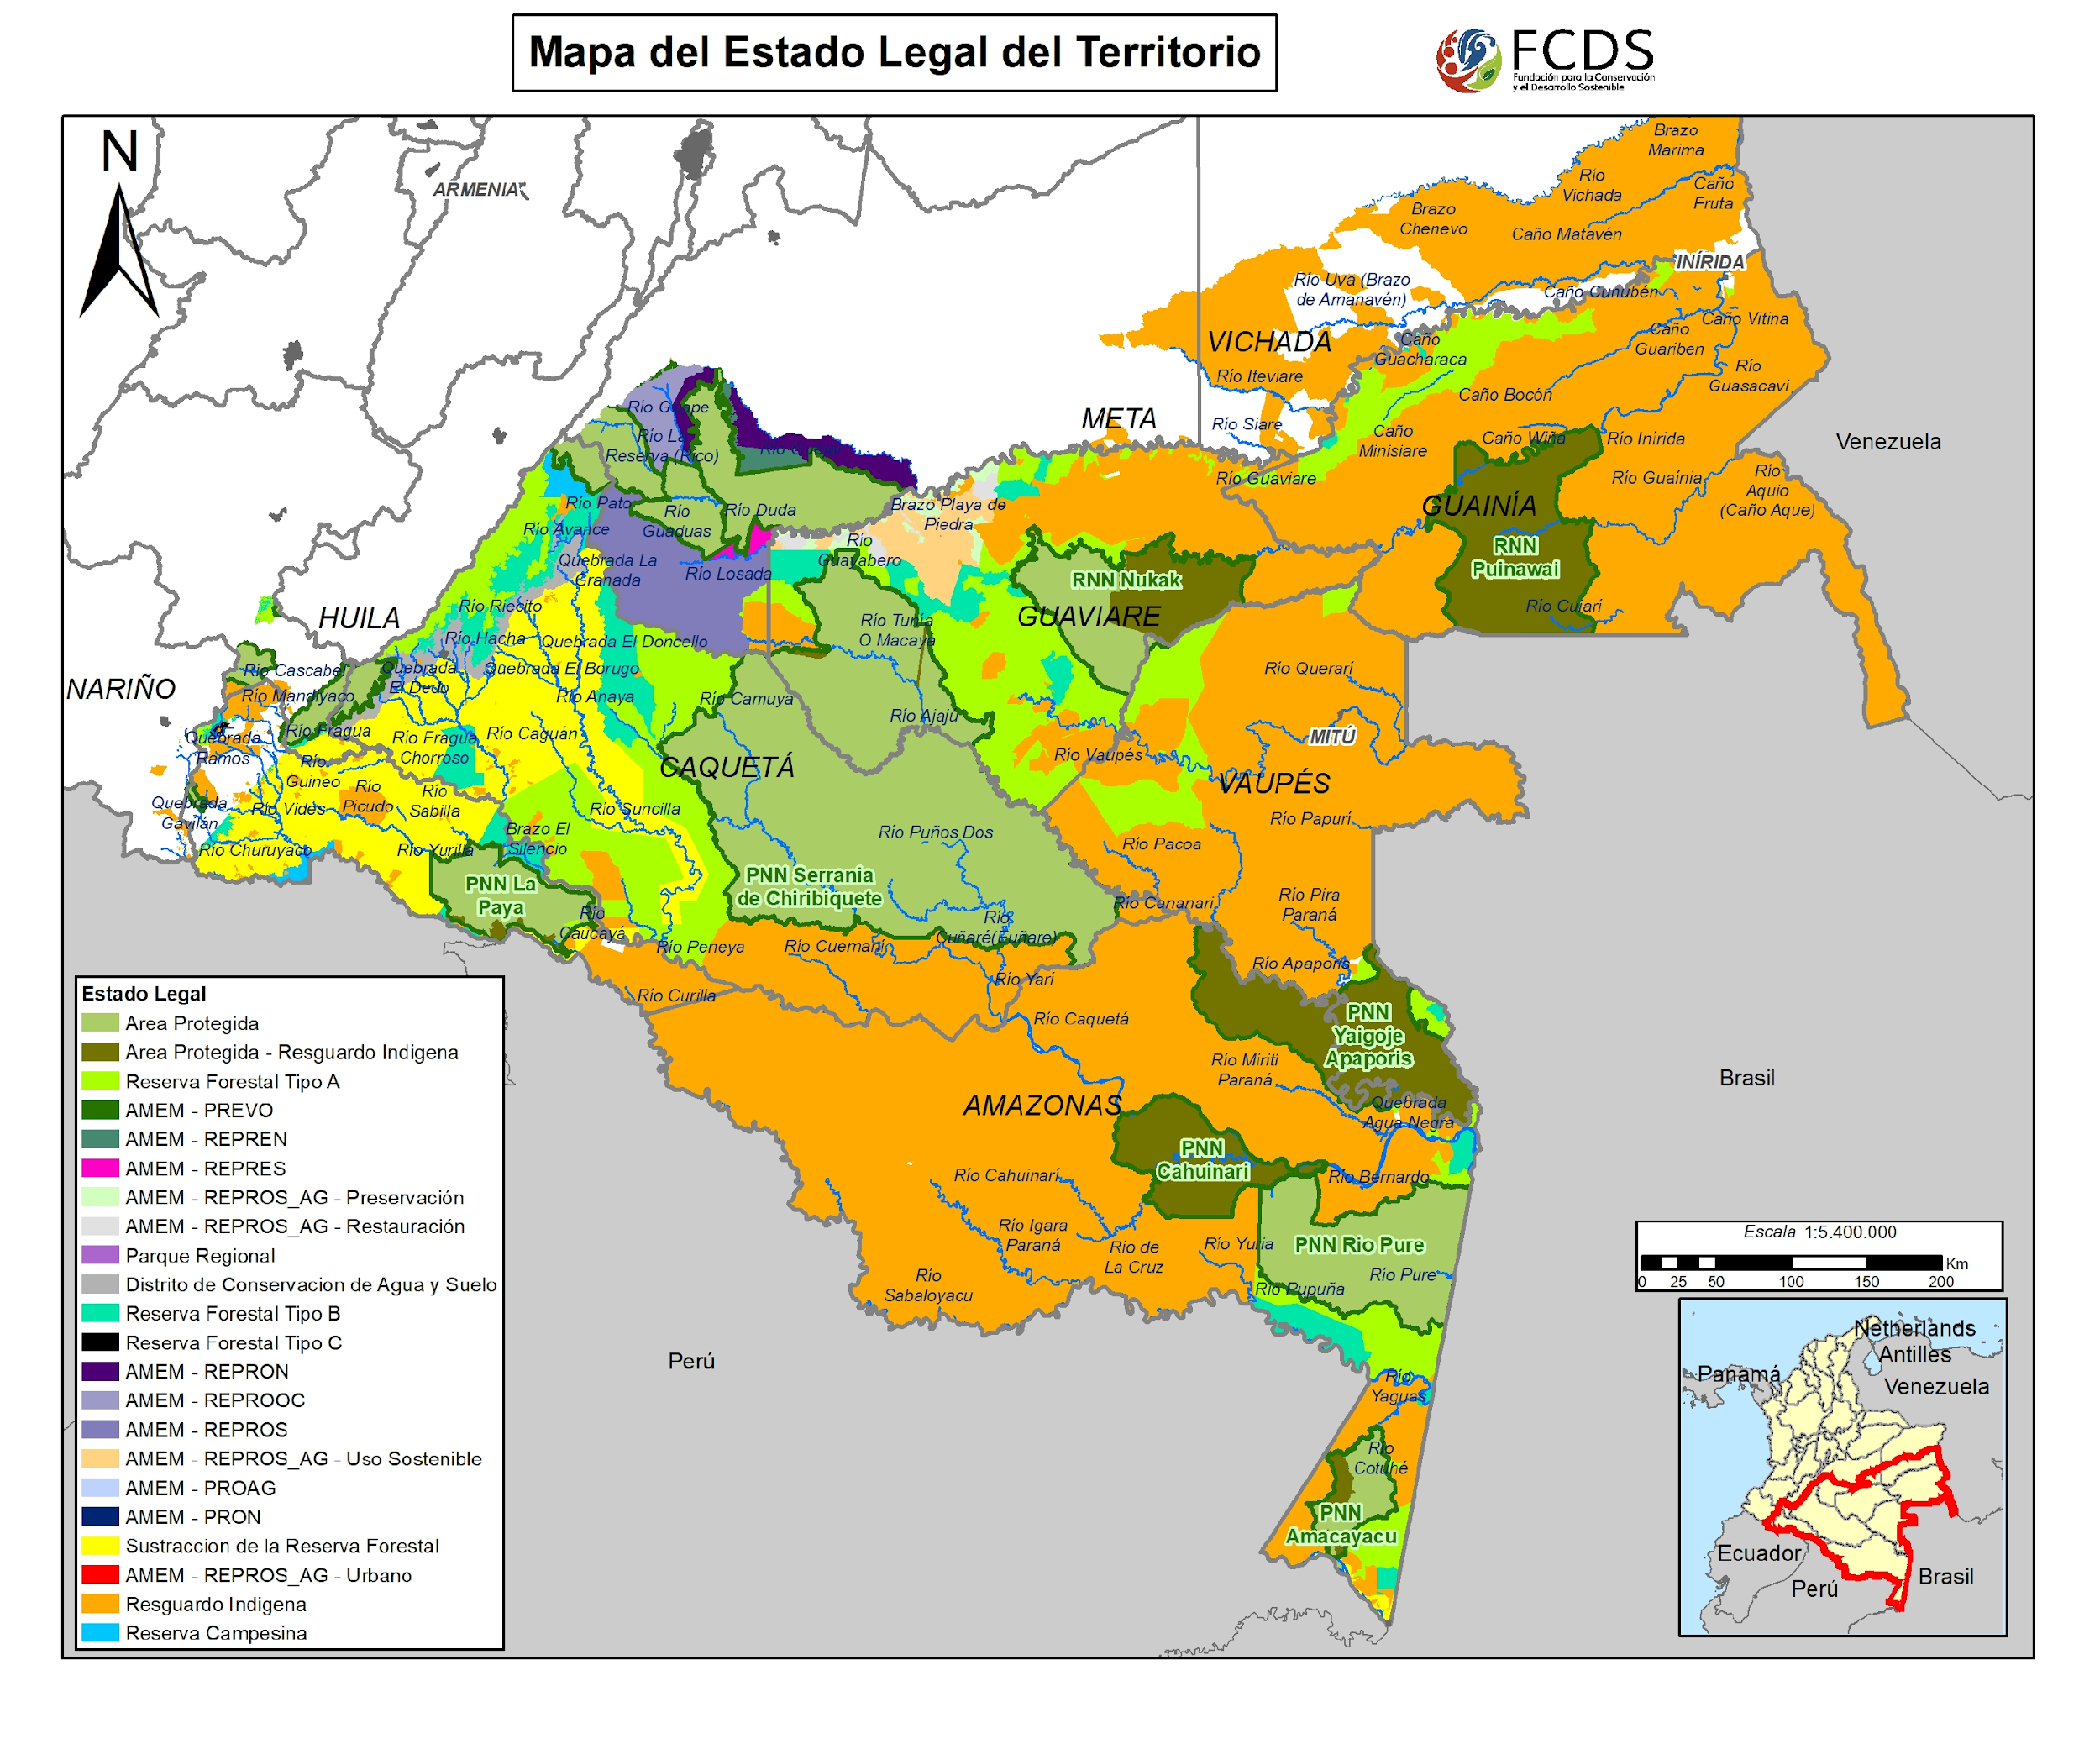 Mapa del Estado Legal del Territorio
FCDS
Fundación para la Conservación
y el Desarrollo Sostenible
N
ARMENIA
Brazo
Marima
Río
Vichada
Caño
Fruta
Brazo
Chenevo
Caño Matavén
INÍRIDA
Río Uva (Brazo
de Amanavén)
Caño Cunubén
Caño Vitina
Caño
Guariben
VICHADA
Caño
Guacharaca
Río
Guasacavi
Río Iteviare
Caño Bocón
META
Río Siare
Caño
Minisiare
Caño Wiña
Río Inírida
Venezuela
Río Guape
Río La
Reserva (Rico)
Río Guaviare
Río Guainía
Río
Aquio
(Caño Aque)
GUAINÍA
Río Pato
Río
Guaduas
Río Duda
Brazo Playa de
Piedra
Río Avance
Río
Guayabero
RNN
Puinawai
Quebrada La
Granada
Río Losada
RNN Nukak
Río Cuiarí
Río Riecito
HUILA
Río Tunia
O Macaya
GUAVIARE
Río Hacha
Quebrada El Doncello
Río Cascabel
Quebrada
El Dedo
Quebrada El Borugo
Río Querarí
NARIÑO
Río Mandiyaco
Río Anaya
Río Camuya
Río Ajaju
Quebrada
Ramos
Río Fragua
Río Fragua
Chorroso
Río Caguán
MITÚ
Río Vaupés
Río
Guineo
CAQUETÁ
VAUPÉS
Río
Picudo
Río
Sabilla
Quebrada
Gavilán
Río Vides
Río Suncilla
Río Papurí
Brazo El
Silencio
Río Puños Dos
Río Pacoa
Río Churuyaco
Río Yurilla
PNN La
Paya
PNN Serrania
de Chiribiquete
Río Pira
Paraná
Río Cananari
Río
Caucayá
Río
Cuñaré(Euñare)
Río Peneya
Río Cuemaní
Río Apaporis
Río Yarí
Río Curilla
Río Caquetá
PNN
Yaigoje
Apaporis
Río Miriti
Paraná
Brasil
AMAZONAS
Quebrada
Agua Negra
PNN
Cahuinari
Río Cahuinarí
Río Bernardo
Río Igara
Paraná
Río de
La Cruz
Río Yuria
PNN Rio Pure
Río Pure
Río
Sabaloyacu
Río Pupuña
Perú
Río
Yaguas
Río
Cotuhé
PNN
Amacayacu
Estado Legal
Area Protegida
Area Protegida - Resguardo Indigena
Reserva Forestal Tipo A
AMEM - PREVO
AMEM - REPREN
AMEM - REPRES
AMEM - REPROS_AG - Preservación
AMEM - REPROS_AG - Restauración
Parque Regional
Distrito de Conservacion de Agua y Suelo
Reserva Forestal Tipo B
Reserva Forestal Tipo C
AMEM - REPRON
AMEM - REPROOC
AMEM - REPROS
AMEM - REPROS_AG - Uso Sostenible
AMEM - PROAG
AMEM - PRON
Sustraccion de la Reserva Forestal
AMEM - REPROS_AG - Urbano
Resguardo Indigena
Reserva Campesina
Escala 1:5.400.000
Km
0 25 50 100 150 200
Netherlands
Antilles
Panamá
Venezuela
Ecuador
Perú
Brasil